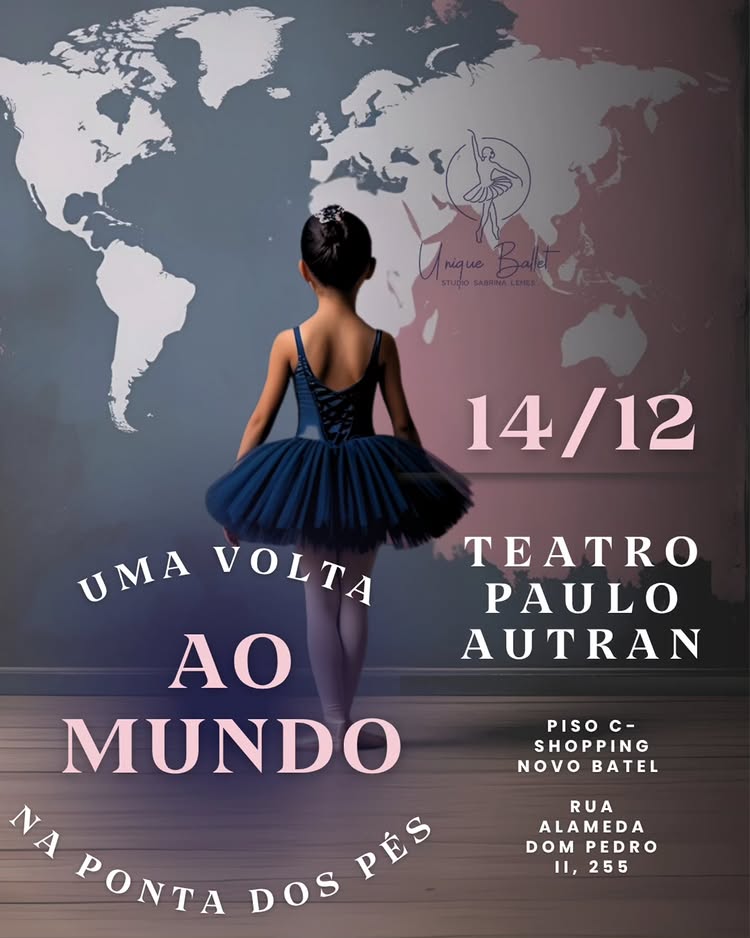 Unique Ballet
STUDIO SABRINA LEMES
14/12
UMA VOLTA
AO
MUNDO
NA PONTA DOS PÉS
TEATRO
PAULO
AUTRAN
PISO C-
SHOPPING
NOVO BATEL
RUA
ALAMEDA
DOM PEDRO
II, 255